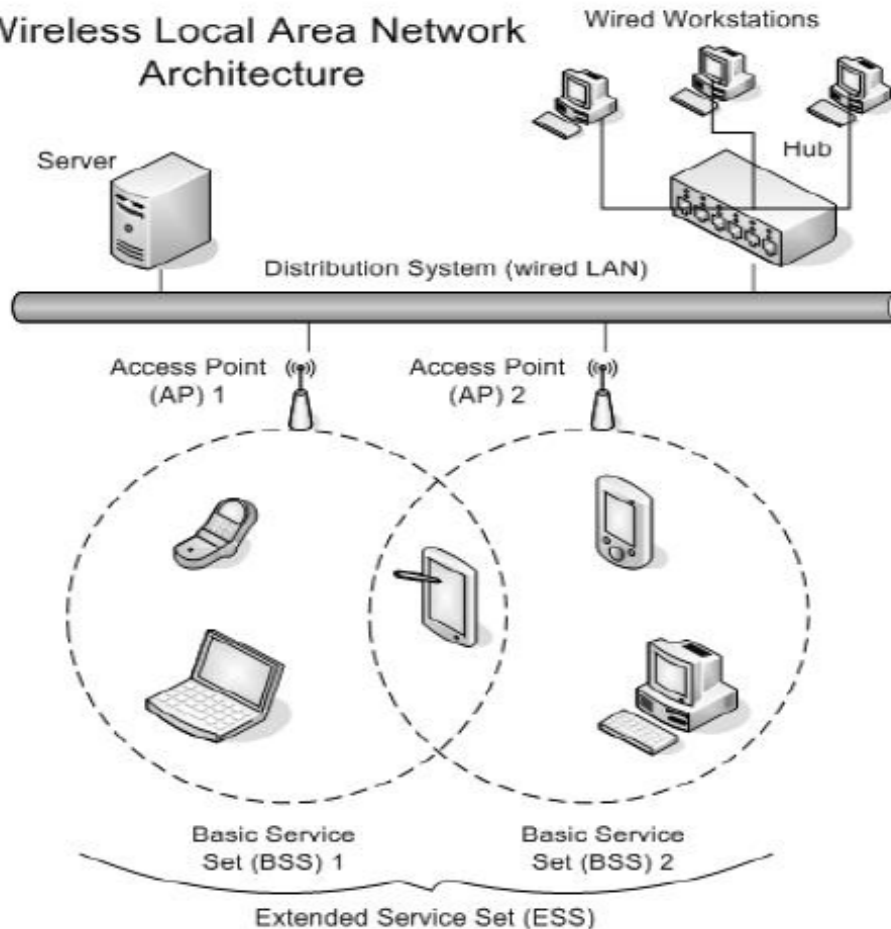 Wireless Local Area Network
Architecture
Wired Workstations
Server
Hub
Distribution System (wired LAN)
Access Point
(AP) 1
Access Point
(AP) 2
Basic Service
Set (BSS) 1
Basic Service
Set (BSS) 2
Extended Service Set (ESS)